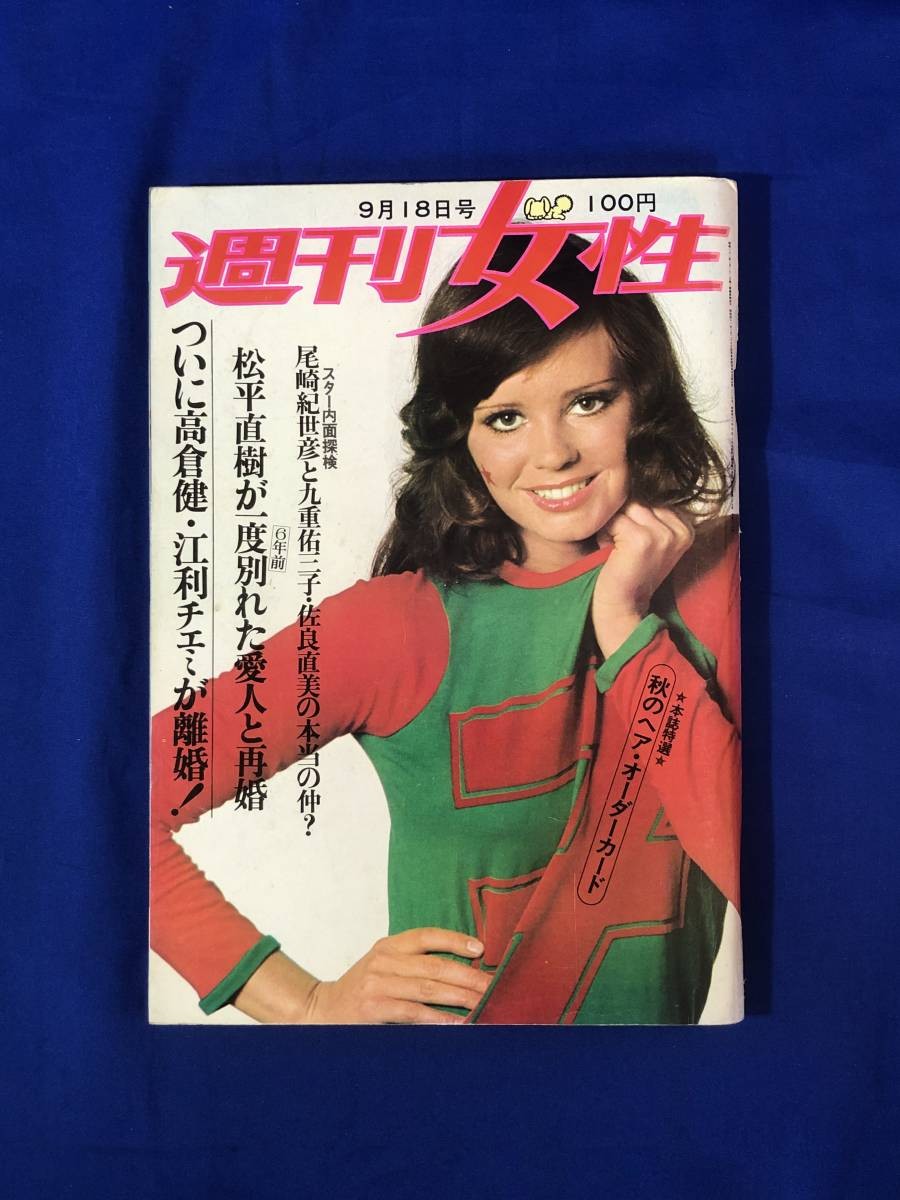 9月18日号
100円
週刊女性
スター内面探検
尾崎紀世彦と九重佑三子・佐良直美の本当の仲?
6年前
松平直樹が一度別れた愛人と再婚
ついに高倉健・江利チエミが離婚!
★本誌特選★
秋のヘア・オーダーカード